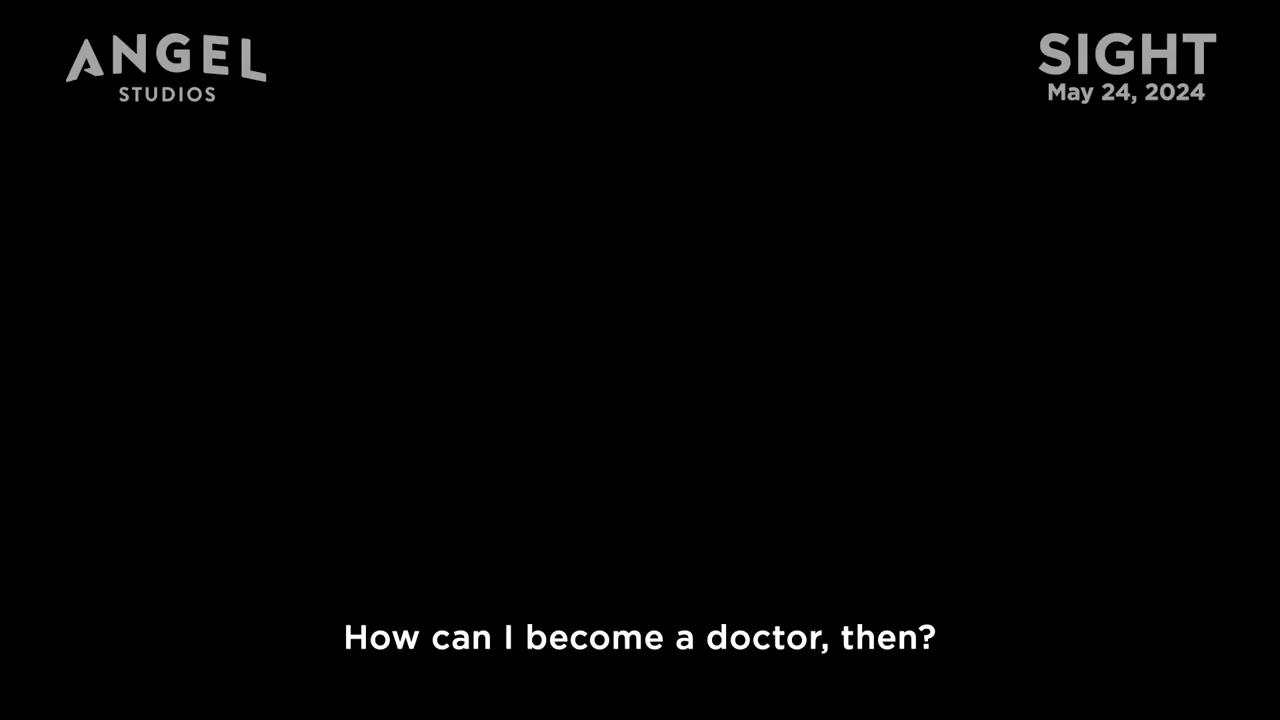 ANGEL
STUDIOS
SIGHT
May 24, 2024
How can I become a doctor, then?